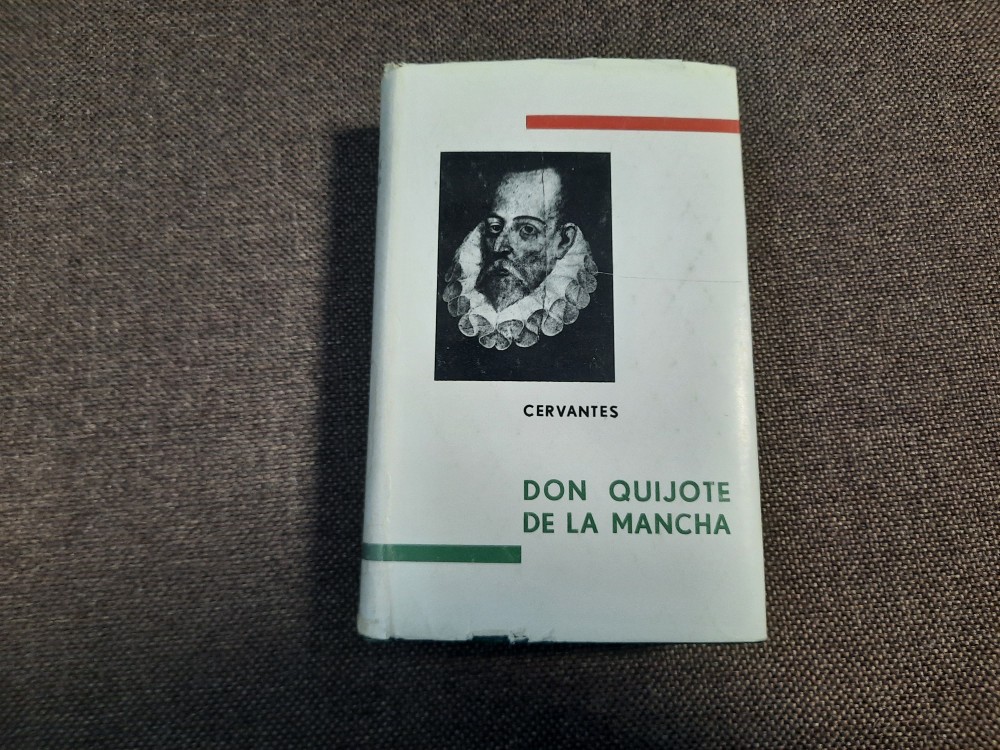 CERVANTES
DON QUIJOTE
DE LA MANCHA